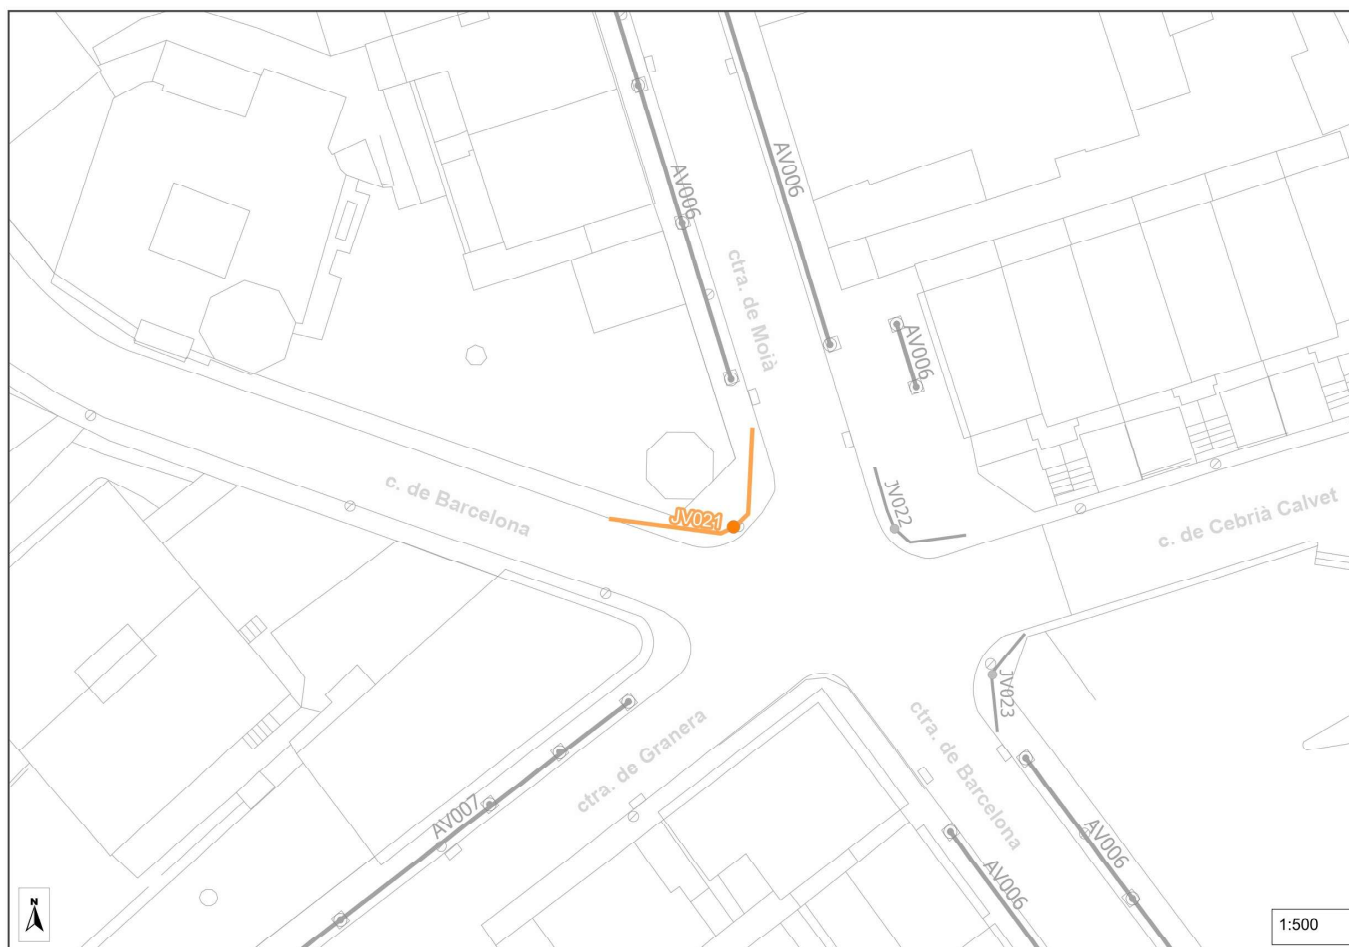 AV006
AV006
ctra. de Moià
AV006
c. de Barcelona
JV021
JV022
c. de Cebrià Calvet
JV023
ctra. de Granera
ctra. de Barcelona
AV007
AV006
AV006
N
1:500